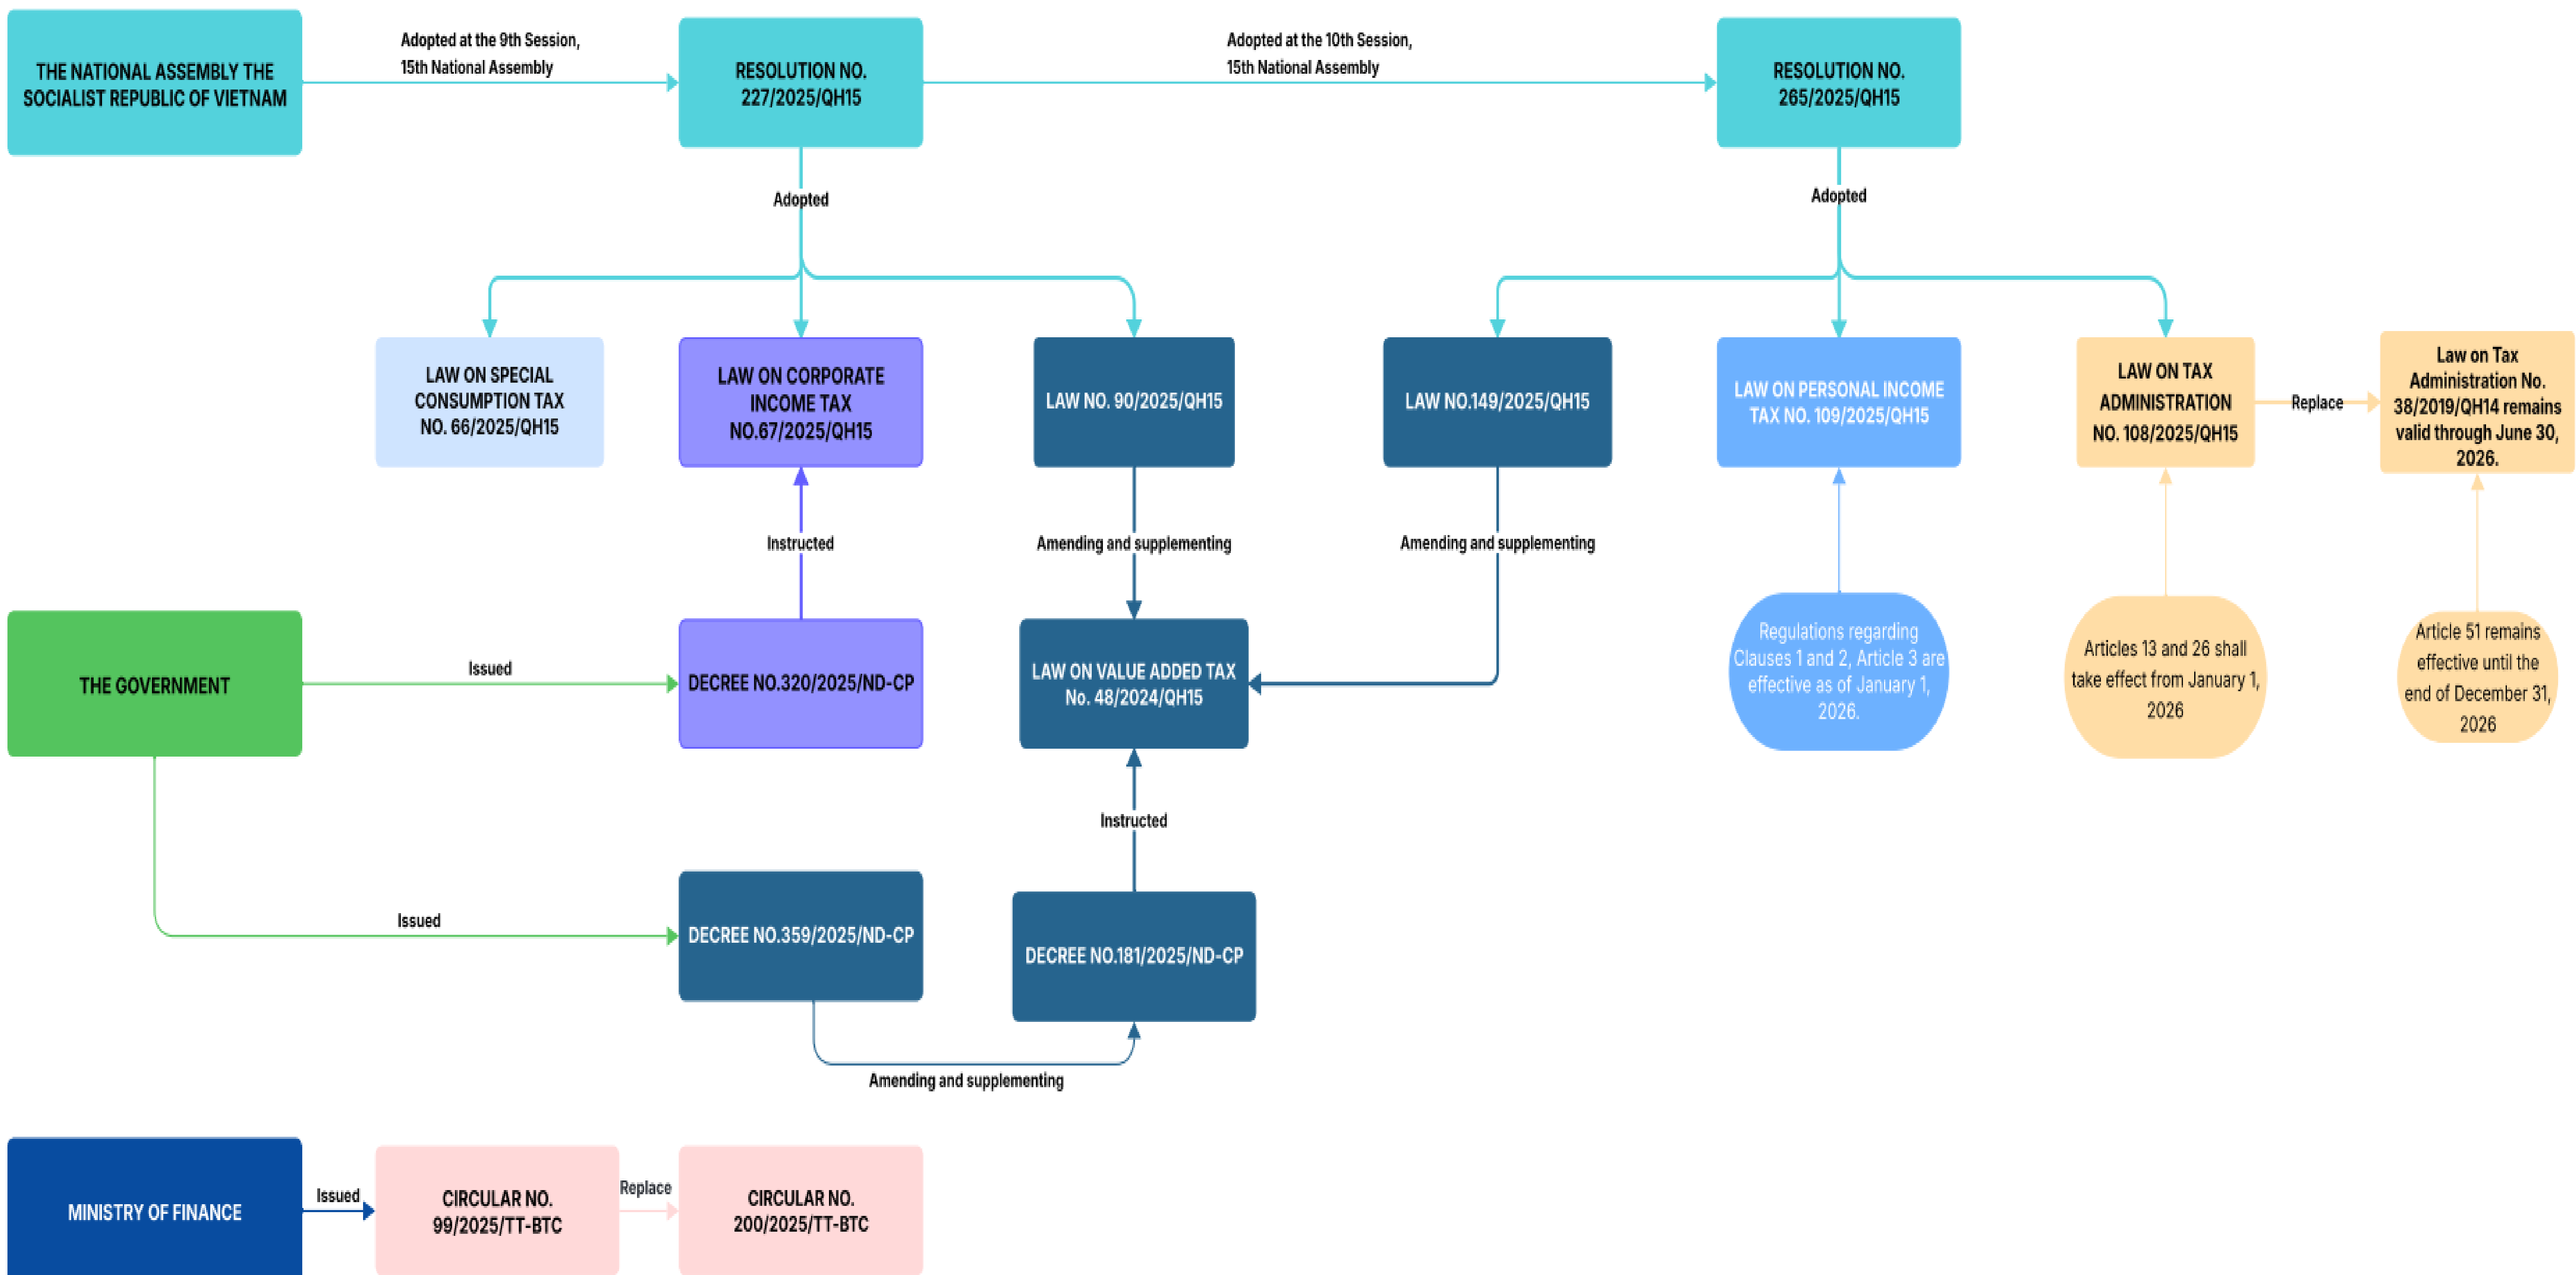 THE NATIONAL ASSEMBLY THE
SOCIALIST REPUBLIC OF VIETNAM
Adopted at the 9th Session,
15th National Assembly
RESOLUTION NO.
227/2025/QH15
Adopted at the 10th Session,
15th National Assembly
RESOLUTION NO.
265/2025/QH15
Adopted
Adopted
LAW ON SPECIAL
CONSUMPTION TAX
NO. 66/2025/QH15
LAW ON CORPORATE
INCOME TAX
NO.67/2025/QH15
LAW NO. 90/2025/QH15
LAW NO.149/2025/QH15
LAW ON PERSONAL INCOME
TAX NO. 109/2025/QH15
LAW ON TAX
ADMINISTRATION
NO. 108/2025/QH15
Replace
Law on Tax
Administration No.
38/2019/QH14 remains
valid through June 30,
2026.
Instructed
Amending and supplementing
Amending and supplementing
THE GOVERNMENT
Issued
DECREE NO.320/2025/ND-CP
LAW ON VALUE ADDED TAX
No. 48/2024/QH15
Regulations regarding
Clauses 1 and 2, Article 3 are
effective as of January 1,
2026.
Articles 13 and 26 shall
take effect from January 1,
2026
Article 51 remains
effective until the
end of December 31,
2026
Instructed
Issued
DECREE NO.359/2025/ND-CP
DECREE NO.181/2025/ND-CP
Amending and supplementing
MINISTRY OF FINANCE
Issued
CIRCULAR NO.
99/2025/TT-BTC
Replace
CIRCULAR NO.
200/2025/TT-BTC